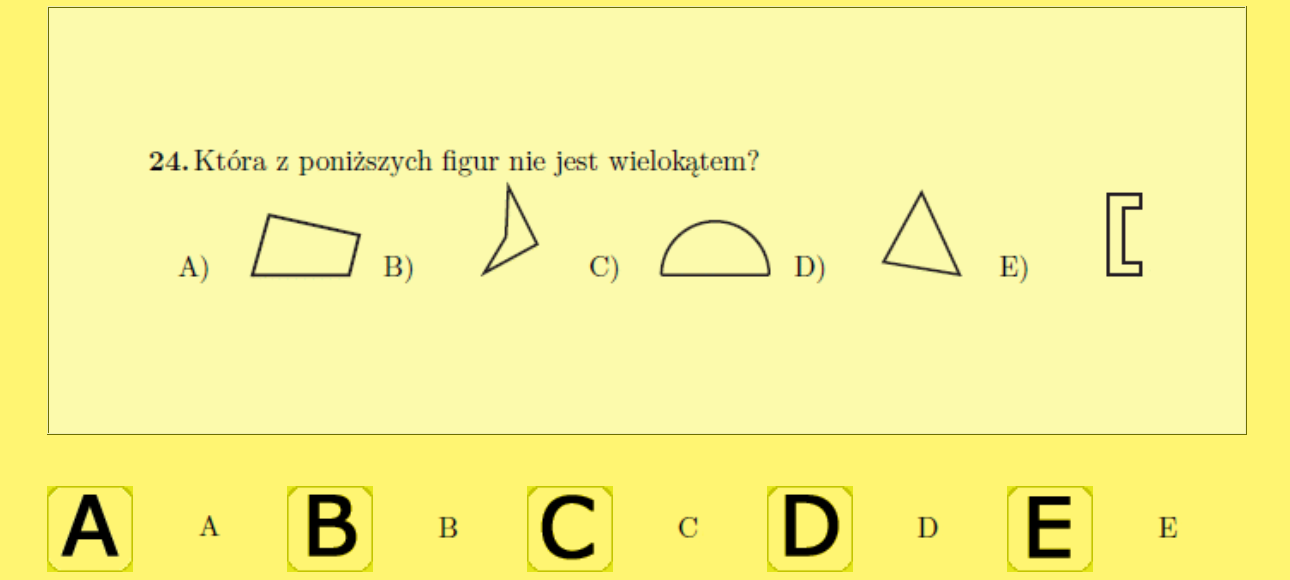 24. Która z poniższych figur nie jest wielokątem?
A) B) C) D) E)
A A B B C C D D E E